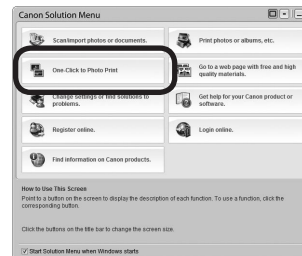 Canon Solution Menu
Scan/Import photos or documents.
Print photos or albums, etc.
One-Click to Photo Print
Go to a web page with free and high
quality materials.
Change settings or find solutions to
problems.
Get help for your Canon product or
software.
Register online.
Login online.
Find information on Canon products.
How to Use This Screen
Point to a button on the screen to display the description of each function. To use a function, click the
corresponding button.
Click the buttons on the title bar to change the screen size.
Start Solution Menu when Windows starts